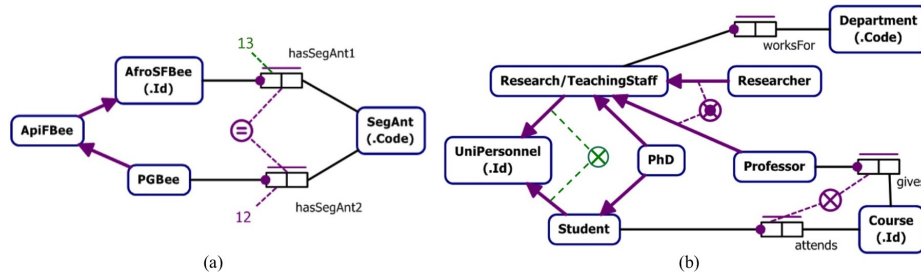 13
hasSegAnt1
AfroSFBee
(.Id)
ApiFBee
SegAnt
(.Code)
PGBee
hasSegAnt2
12
(a)
Department
(.Code)
worksFor
Research/TeachingStaff
Researcher
UniPersonnel
(.Id)
PhD
Professor
gives
Student
attends
Course
(.Id)
(b)